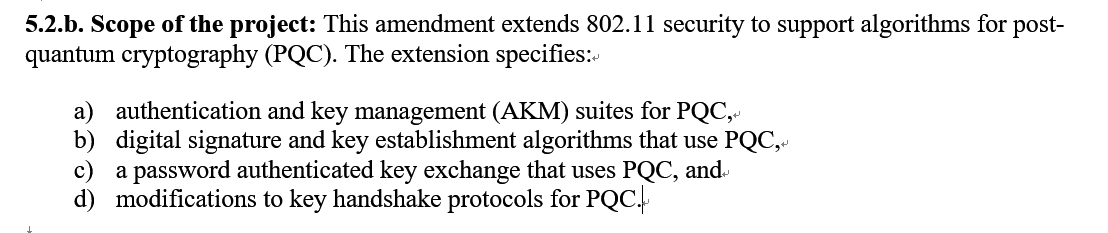 5.2.b. Scope of the project: This amendment extends 802.11 security to support algorithms for post-
quantum cryptography (PQC). The extension specifies:
a) authentication and key management (AKM) suites for PQC,
b) digital signature and key establishment algorithms that use PQC,
c) a password authenticated key exchange that uses PQC, and
d) modifications to key handshake protocols for PQC.